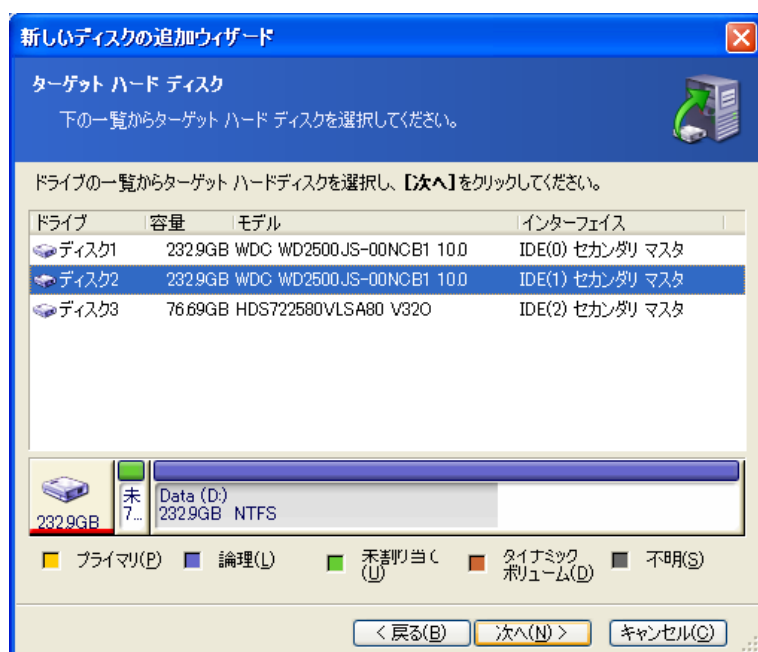 新しいディスクの追加ウィザード
ターゲット ハード ディスク
下の一覧からターゲット ハード ディスクを選択してください。
ドライブの一覧からターゲット ハードディスクを選択し、【次へ】をクリックしてください。
ドライブ 容量 モデル インターフェイス
ディスク1 232.9GB WDC WD2500JS-00NCB1 10.0 IDE(0) セカンダリ マスタ
ディスク2 232.9GB WDC WD2500JS-00NCB1 10.0 IDE(1) セカンダリ マスタ
ディスク3 76.69GB HDS722580VLSA80 V32O IDE(2) セカンダリ マスタ
232.9GB
未
7...
Data (D:)
232.9GB NTFS
プライマリ(P) 論理(L) 未割り当て(U) ダイナミック ボリューム(D) 不明(S)
< 戻る(B) 次へ(N) > キャンセル(C)